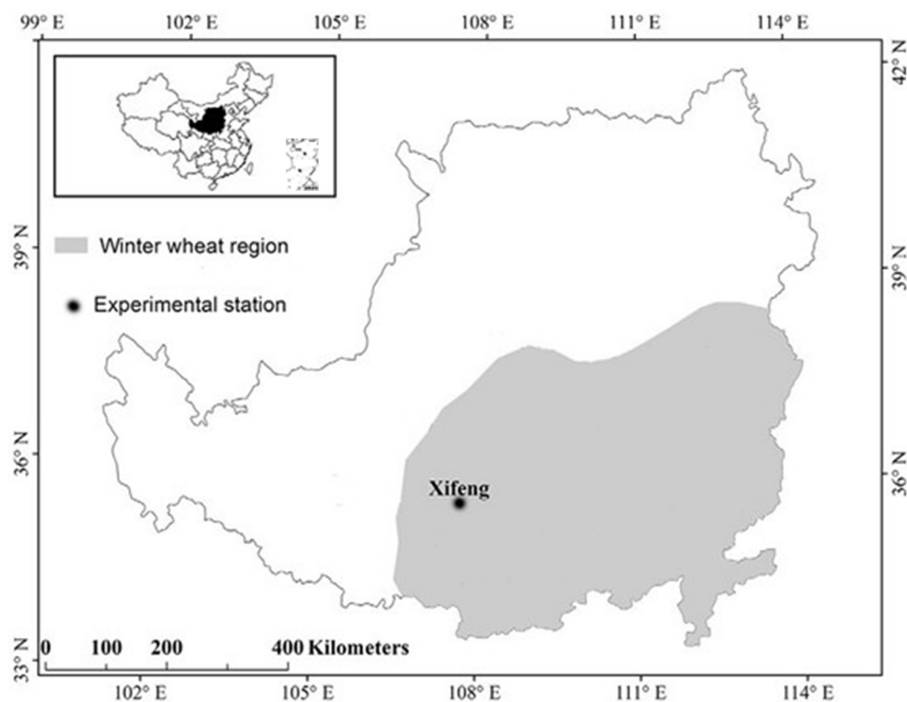 99° E 102° E 105° E 108° E 111° E 114° E
42° N
39° N
39° N
Winter wheat region
Experimental station
36° N
36° N
Xifeng
0 100 200 400 Kilometers
33° N
102° E 105° E 108° E 111° E 114° E